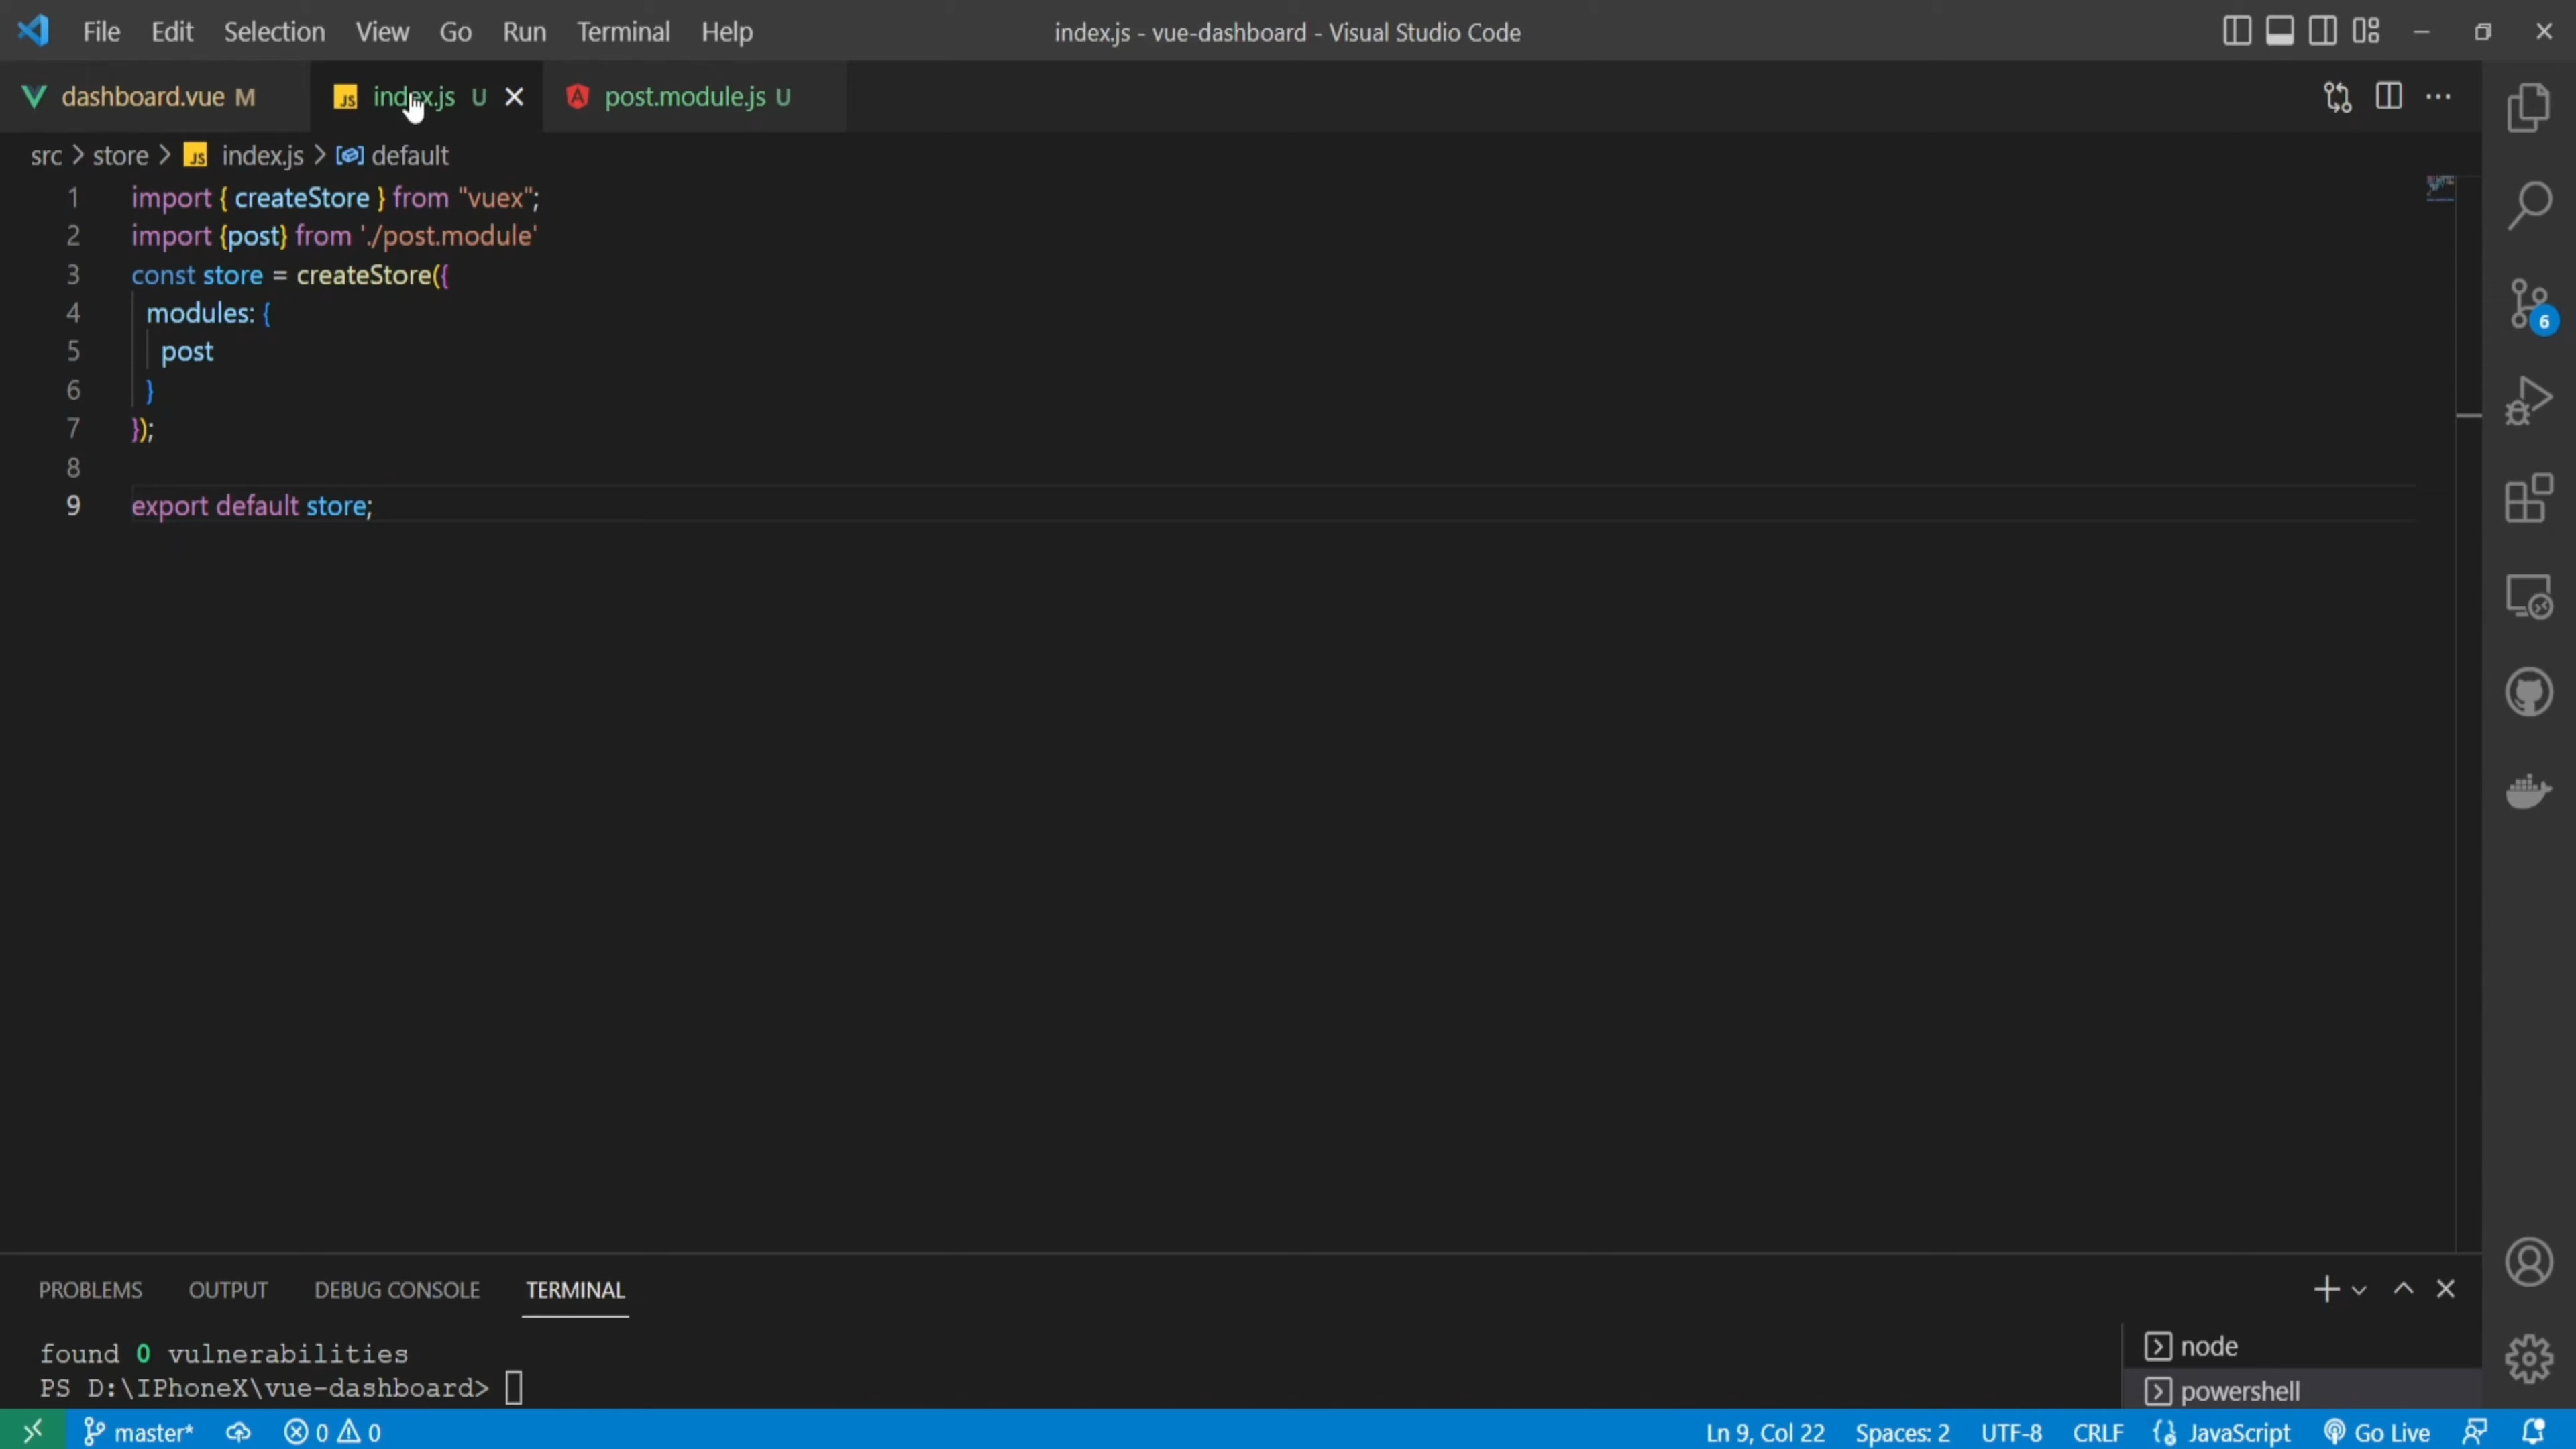 File Edit Selection View Go Run Terminal Help
index.js - vue-dashboard - Visual Studio Code
dashboard.vue M
JS index.js U
post.module.js U
src > store > JS index.js > default
1 import { createStore } from "vuex";
2 import {post} from './post.module'
3 const store = createStore({
4 modules: {
5 post
6 }
7 });
8
9 export default store;
6
PROBLEMS OUTPUT DEBUG CONSOLE TERMINAL
found 0 vulnerabilities
PS D:\IPhoneX\vue-dashboard>
node
powershell
master* 0 0
Ln 9, Col 22 Spaces: 2 UTF-8 CRLF JavaScript Go Live